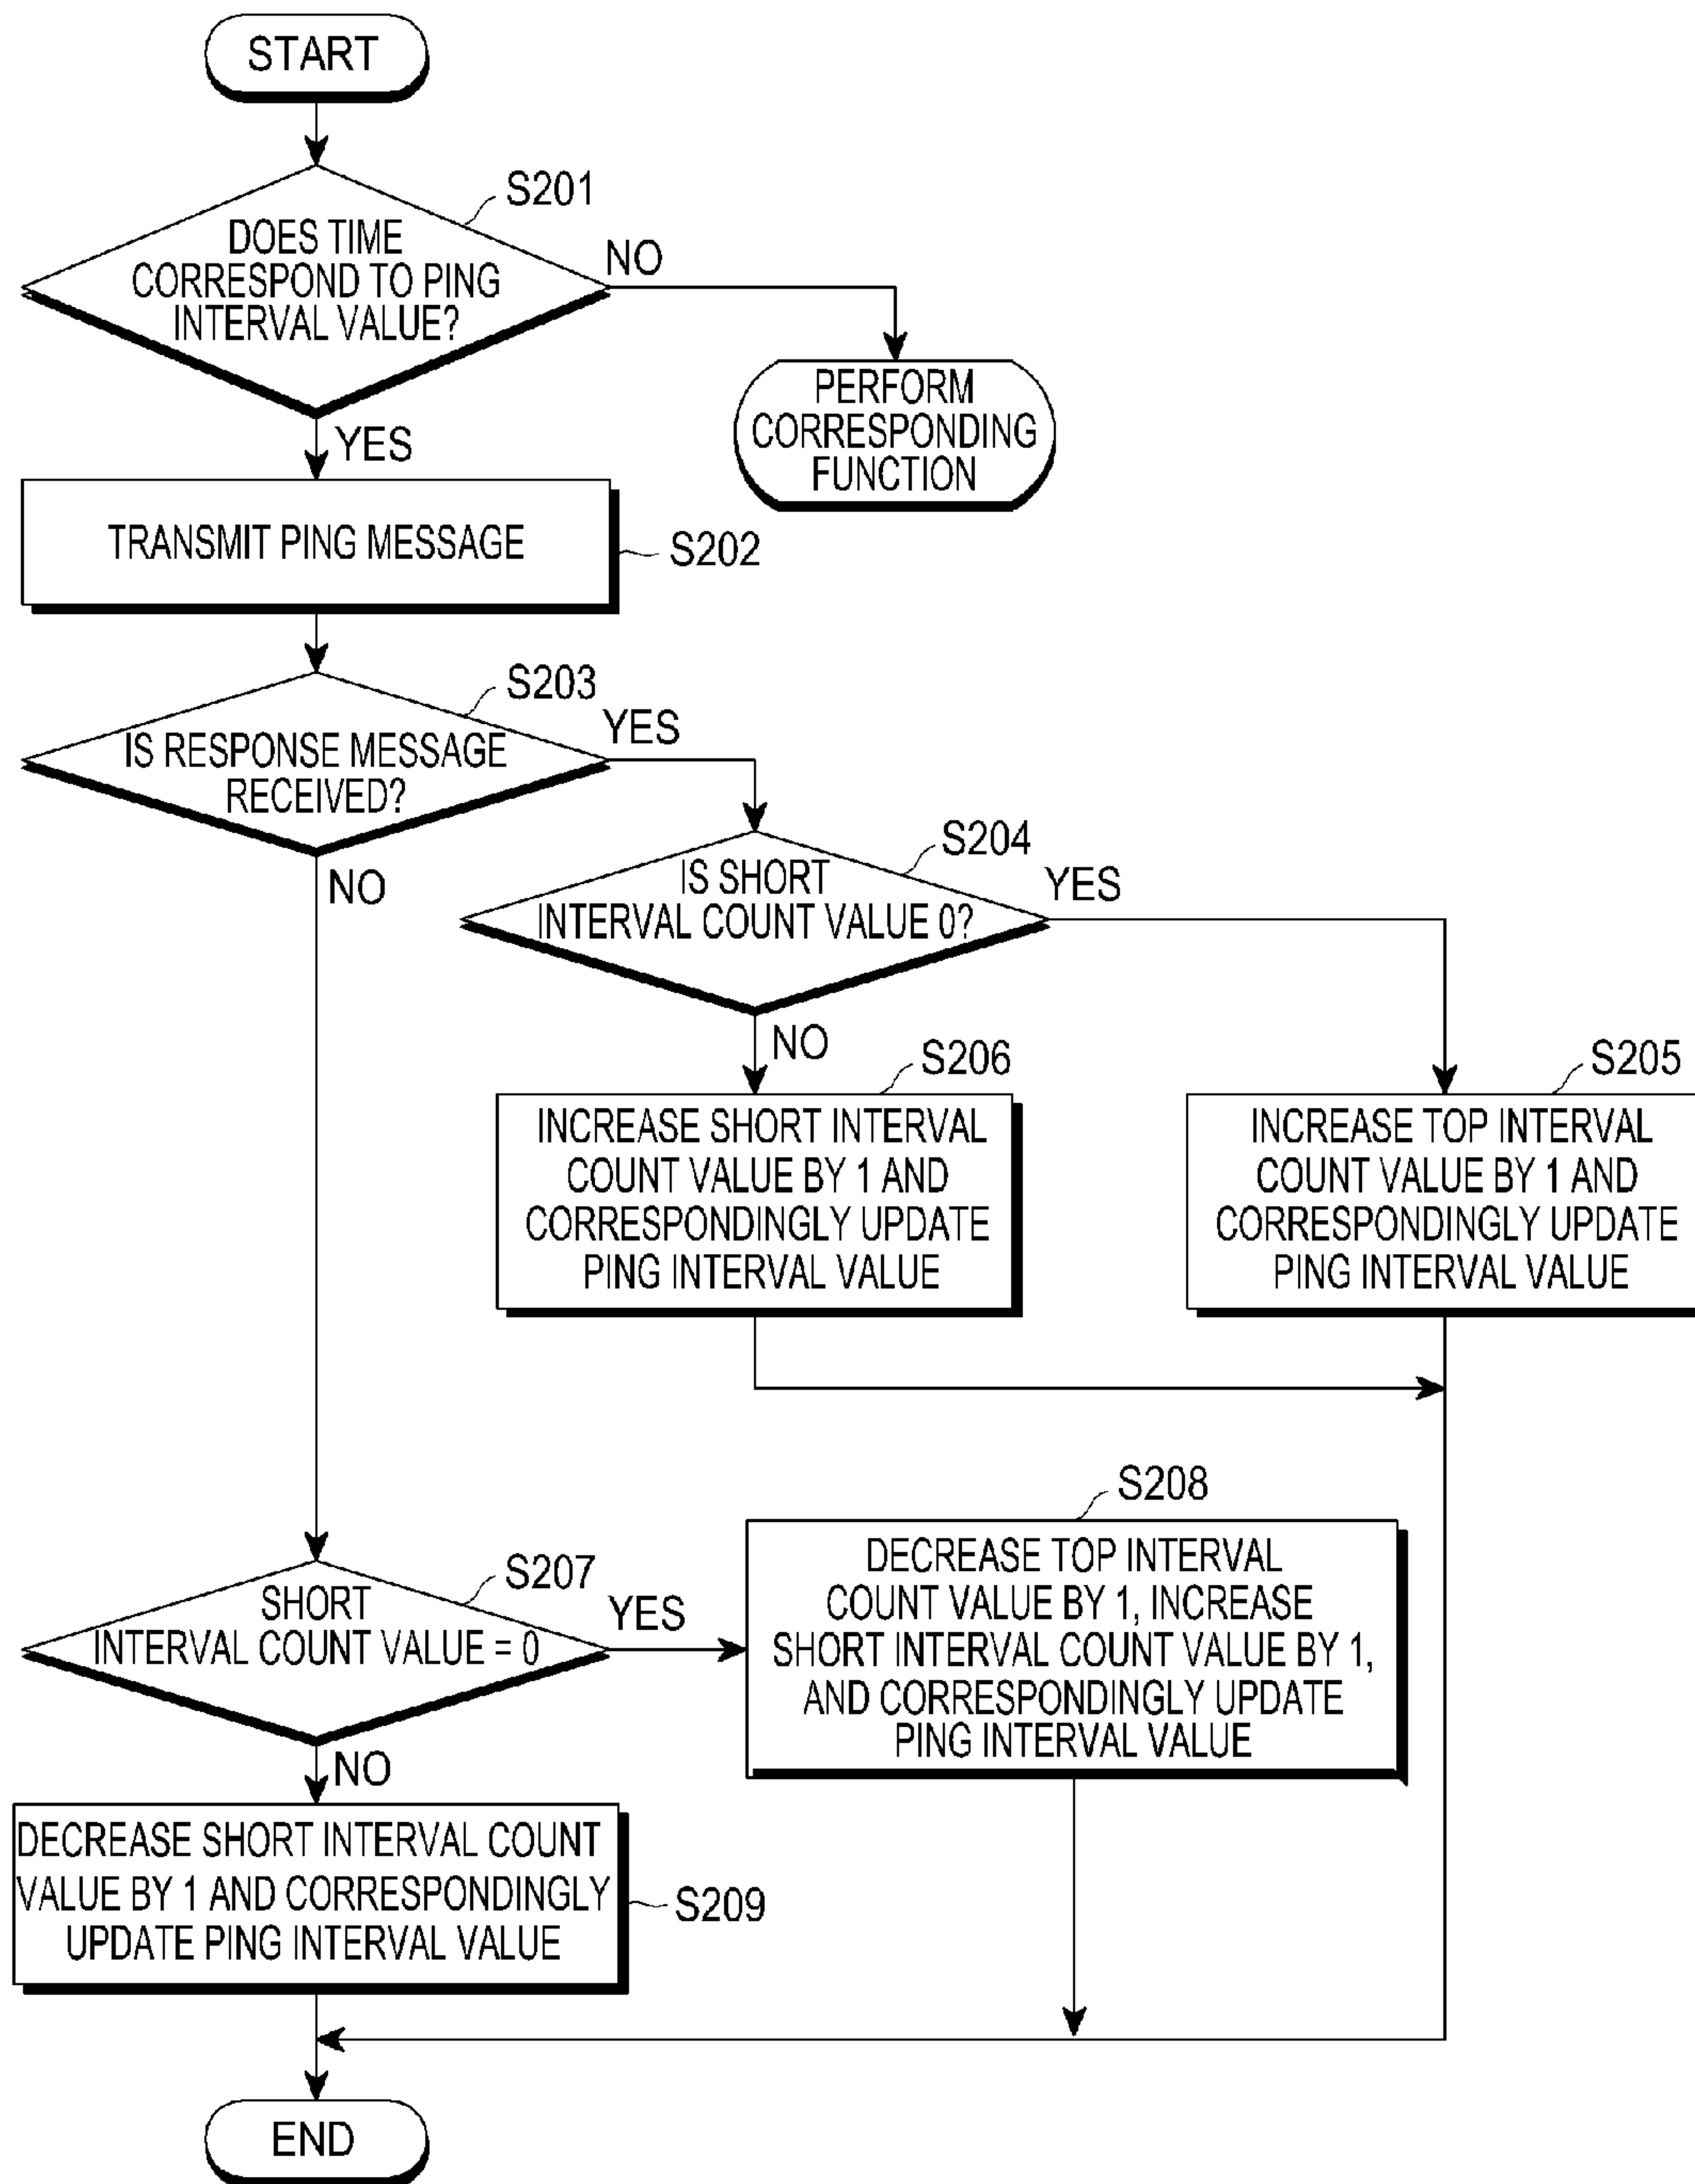 START
S201
DOES TIME
CORRESPOND TO PING
INTERVAL VALUE?
NO
PERFORM
CORRESPONDING
FUNCTION
YES
TRANSMIT PING MESSAGE
S202
S203
IS RESPONSE MESSAGE
RECEIVED?
YES
NO
S204
IS SHORT
INTERVAL COUNT VALUE 0?
YES
NO
S206
INCREASE SHORT INTERVAL
COUNT VALUE BY 1 AND
CORRESPONDINGLY UPDATE
PING INTERVAL VALUE
S205
INCREASE TOP INTERVAL
COUNT VALUE BY 1 AND
CORRESPONDINGLY UPDATE
PING INTERVAL VALUE
S207
SHORT
INTERVAL COUNT VALUE = 0
YES
S208
DECREASE TOP INTERVAL
COUNT VALUE BY 1, INCREASE
SHORT INTERVAL COUNT VALUE BY 1,
AND CORRESPONDINGLY UPDATE
PING INTERVAL VALUE
NO
DECREASE SHORT INTERVAL COUNT
VALUE BY 1 AND CORRESPONDINGLY
UPDATE PING INTERVAL VALUE
S209
END